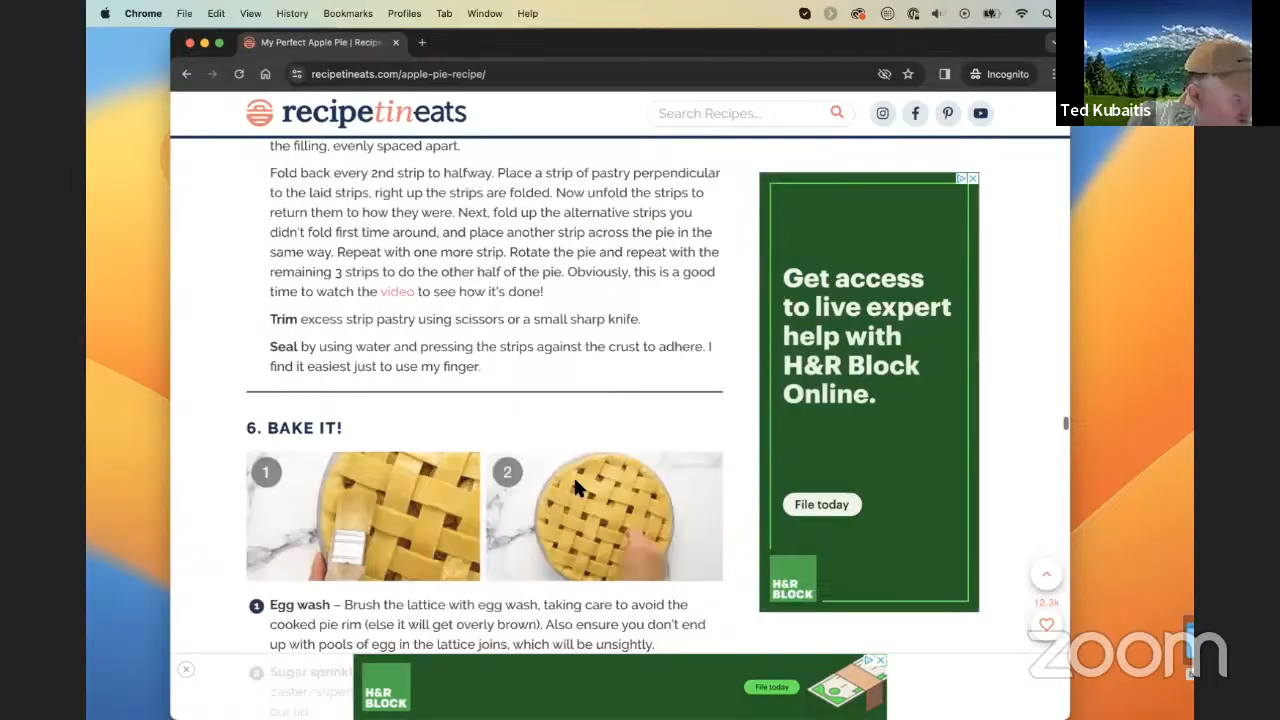 Chrome File Edit View History Bookmarks Profiles Tab Window Help
My Perfect Apple Pie | Recipe
recipetineats.com/apple-pie-recipe/
Incognito
Ted Kubaitis
recipetineats
Search Recipes...
the filling, evenly spaced apart.
Fold back every 2nd strip to halfway. Place a strip of pastry perpendicular
to the laid strips, right up the strips are folded. Now unfold the strips to
return them to how they were. Next, fold up the alternative strips you
didn't fold first time around, and place another strip across the pie in the
same way. Repeat with one more strip. Rotate the pie and repeat with the
remaining 3 strips to do the other half of the pie. Obviously, this is a good
time to watch the video to see how it's done!
Trim excess strip pastry using scissors or a small sharp knife.
Seal by using water and pressing the strips against the crust to adhere. I
find it easiest just to use my finger.
6. BAKE IT!
1
2
1 Egg wash – Brush the lattice with egg wash, taking care to avoid the
cooked pie rim (else it will get overly brown). Also ensure you don't end
up with pools of egg in the lattice joins, which will be unsightly.
2 Sugar sprinkl
caster/superf
our lid
Get access
to live expert
help with
H&R Block
Online.
File today
H&R
BLOCK
12.3k
H&R
BLOCK
File today
zoom